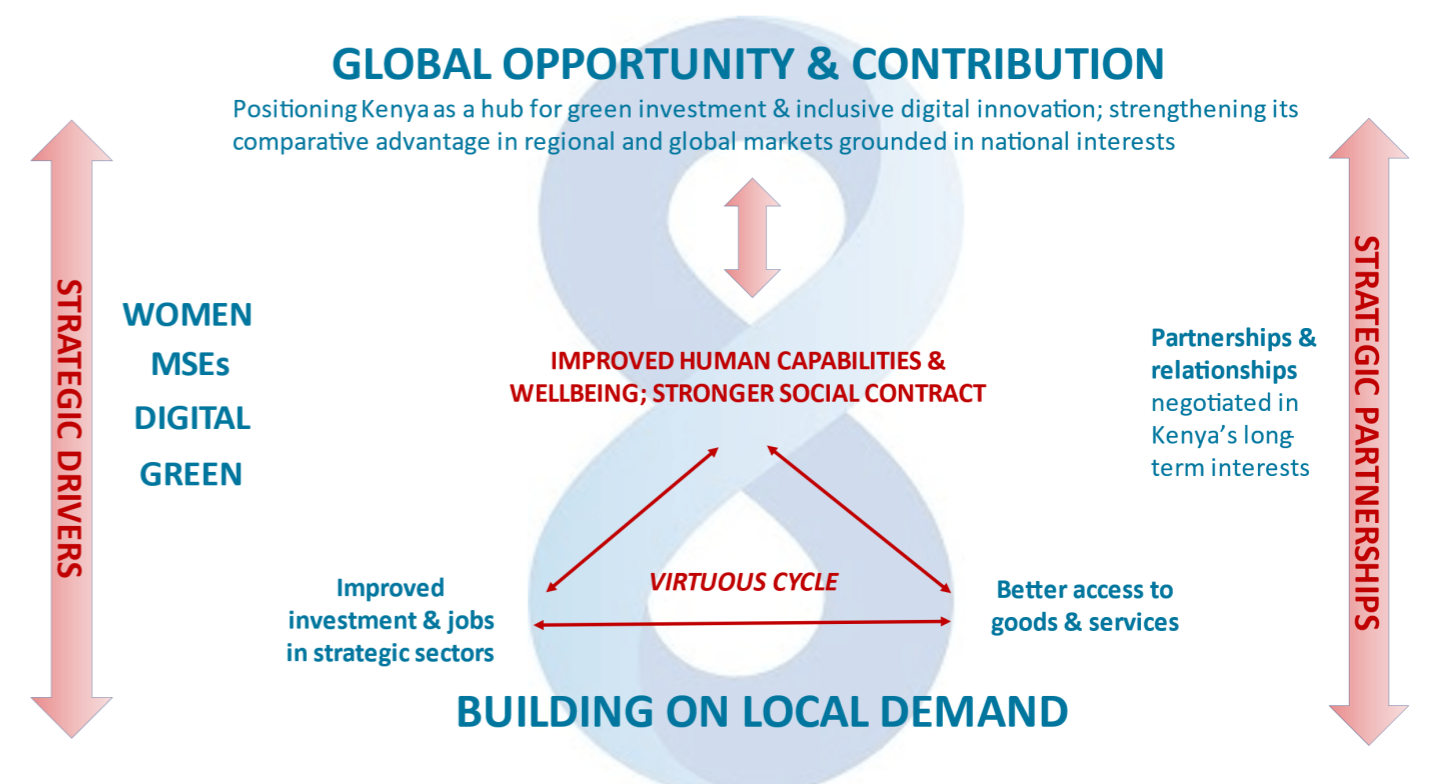 GLOBAL OPPORTUNITY & CONTRIBUTION
Positioning Kenya as a hub for green investment & inclusive digital innovation; strengthening its
comparative advantage in regional and global markets grounded in national interests
STRATEGIC DRIVERS
WOMEN
MSEs
DIGITAL
GREEN
IMPROVED HUMAN CAPABILITIES &
WELLBEING; STRONGER SOCIAL CONTRACT
Partnerships &
relationships
negotiated in
Kenya's long-
term interests
STRATEGIC PARTNERSHIPS
VIRTUOUS CYCLE
Improved
investment & jobs
in strategic sectors
Better access to
goods & services
BUILDING ON LOCAL DEMAND